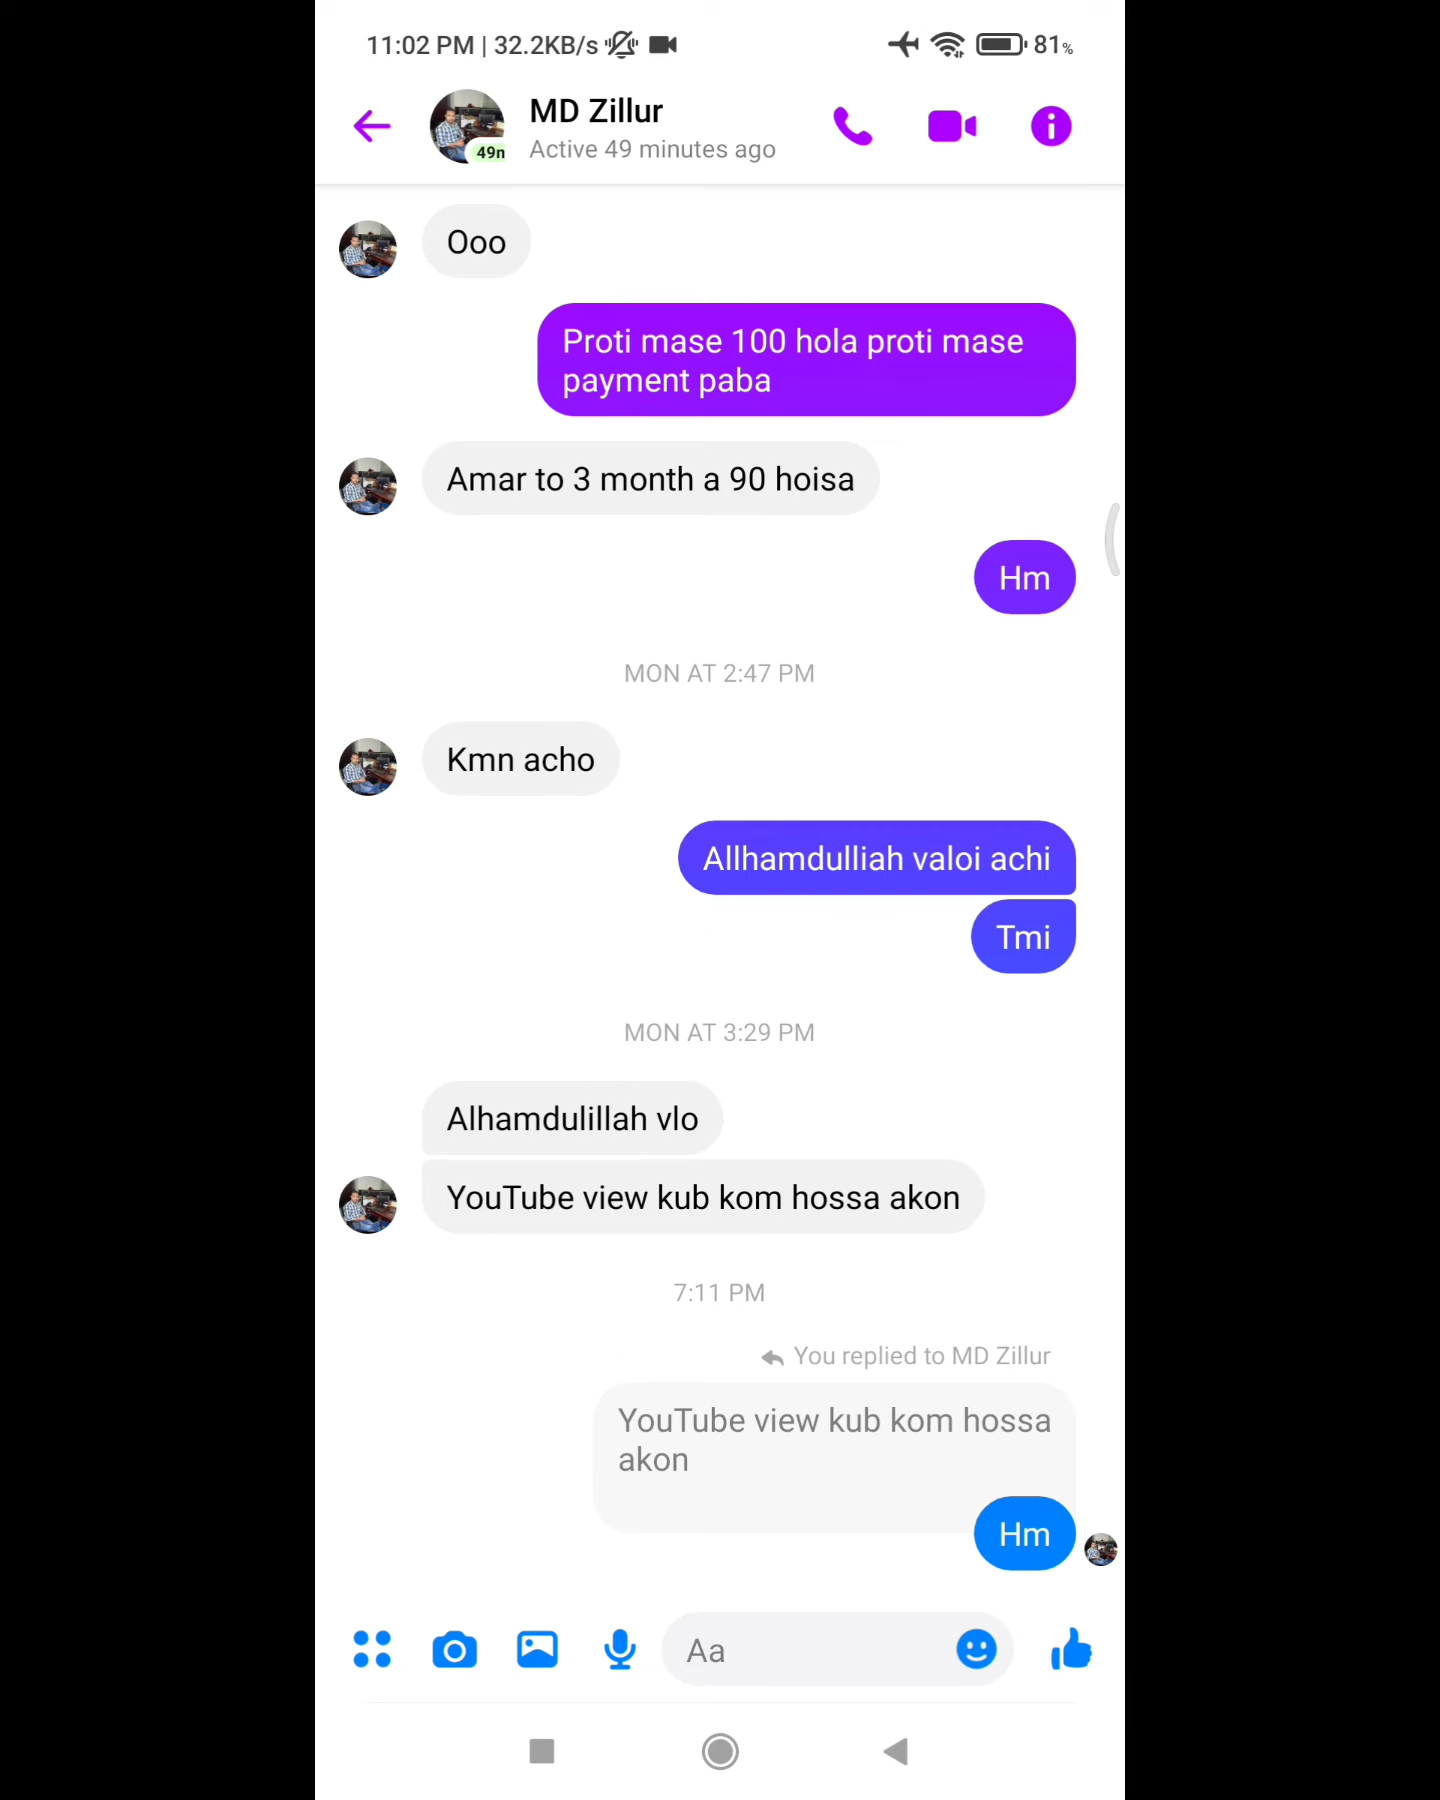 11:02 PM | 32.2KB/s
81%
MD Zillur
49n
Active 49 minutes ago
Ooo
Proti mase 100 hola proti mase
payment paba
Amar to 3 month a 90 hoisa
Hm
MON AT 2:47 PM
Kmn acho
Allhamdulliah valoi achi
Tmi
MON AT 3:29 PM
Alhamdulillah vlo
YouTube view kub kom hossa akon
7:11 PM
You replied to MD Zillur
YouTube view kub kom hossa
akon
Hm
Aa